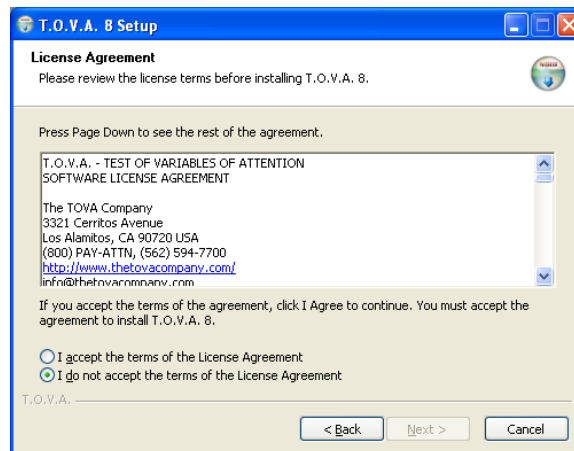 T.O.V.A. 8 Setup
License Agreement
Please review the license terms before installing T.O.V.A. 8.
Press Page Down to see the rest of the agreement.
T.O.V.A. - TEST OF VARIABLES OF ATTENTION
SOFTWARE LICENSE AGREEMENT
The TOVA Company
3321 Cerritos Avenue
Los Alamitos, CA 90720 USA
(800) PAY-ATTN, (562) 594-7700
http://www.thetovacompany.com/
info@thetovacompany.com
If you accept the terms of the agreement, click I Agree to continue. You must accept the
agreement to install T.O.V.A. 8.
I accept the terms of the License Agreement
I do not accept the terms of the License Agreement
T.O.V.A.
< Back Next > Cancel